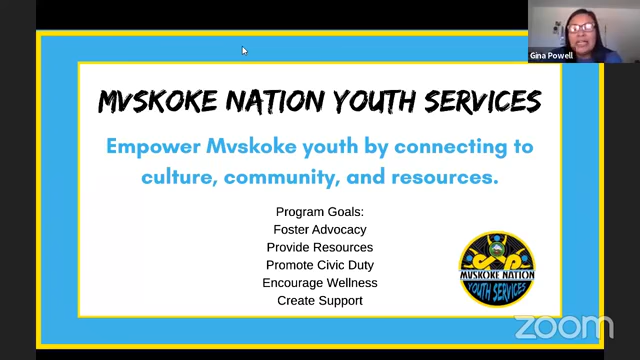 Gina Powell
MVSKOKE NATION YOUTH SERVICES
Empower Mvskoke youth by connecting to
culture, community, and resources.
Program Goals:
Foster Advocacy
Provide Resources
Promote Civic Duty
Encourage Wellness
Create Support
MVSKOKE NATION
YOUTH SERVICES
zoom